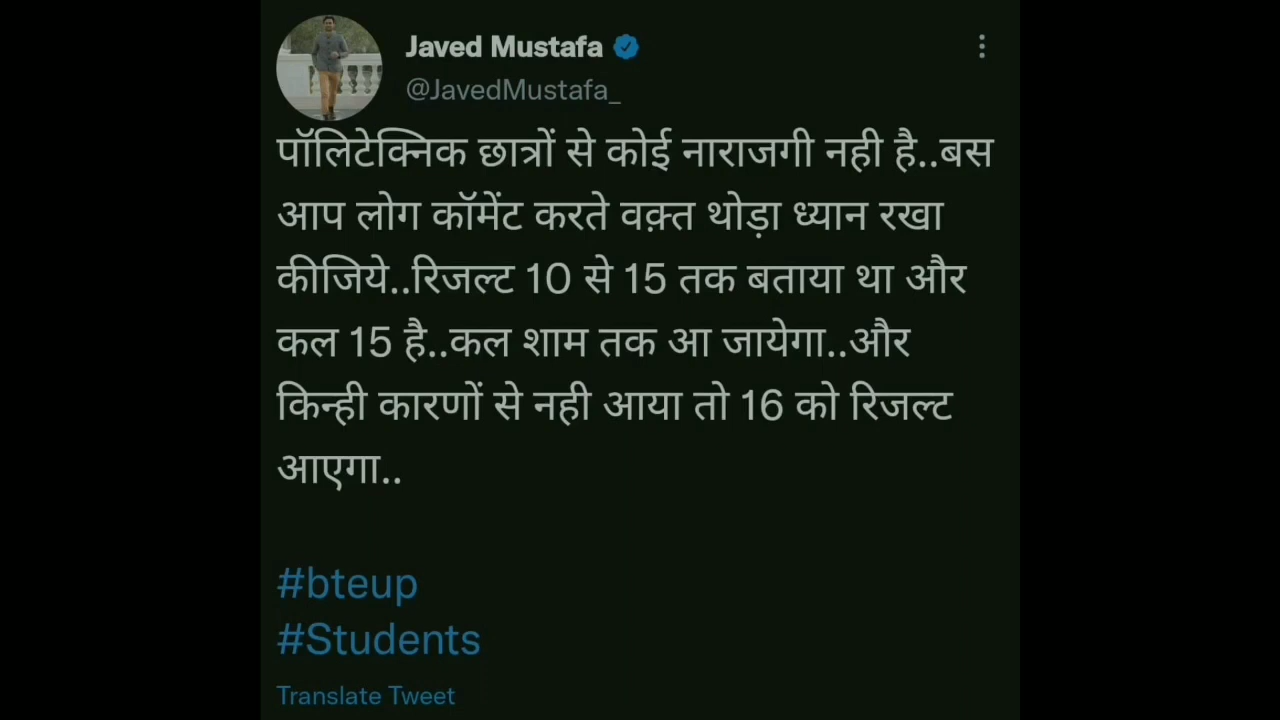 Javed Mustafa
@JavedMustafa_
पॉलिटेक्निक छात्रों से कोई नाराजगी नही है..बस
आप लोग कॉमेंट करते वक़्त थोड़ा ध्यान रखा
कीजिये..रिजल्ट 10 से 15 तक बताया था और
कल 15 है..कल शाम तक आ जायेगा..और
किन्ही कारणों से नही आया तो 16 को रिजल्ट
आएगा..
#bteup
#Students
Translate Tweet